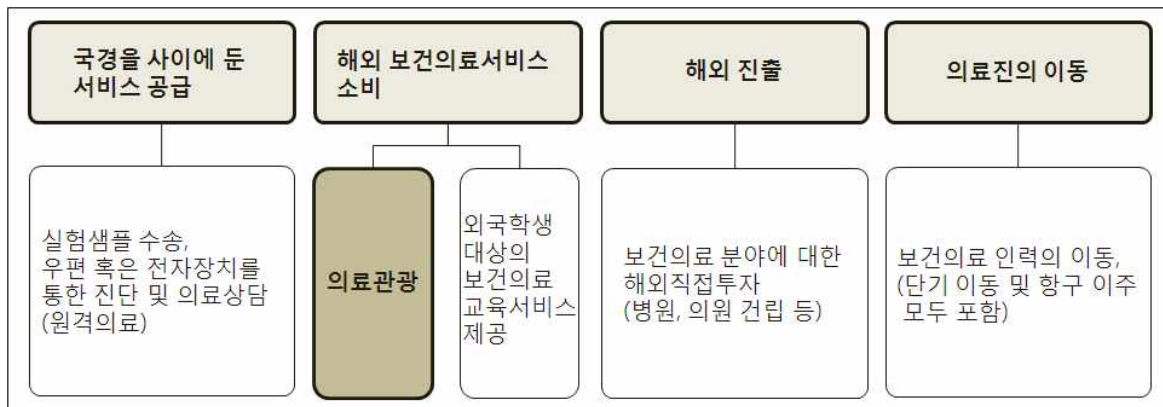 국경을 사이에 둔
서비스 공급
해외 보건의료서비스
소비
해외 진출
의료진의 이동
실험샘플 수송,
우편 혹은 전자장치를
통한 진단 및 의료상담
(원격의료)
의료관광
외국학생
대상의
보건의료
교육서비스
제공
보건의료 분야에 대한
해외직접투자
(병원, 의원 건립 등)
보건의료 인력의 이동,
(단기 이동 및 항구 이주
모두 포함)